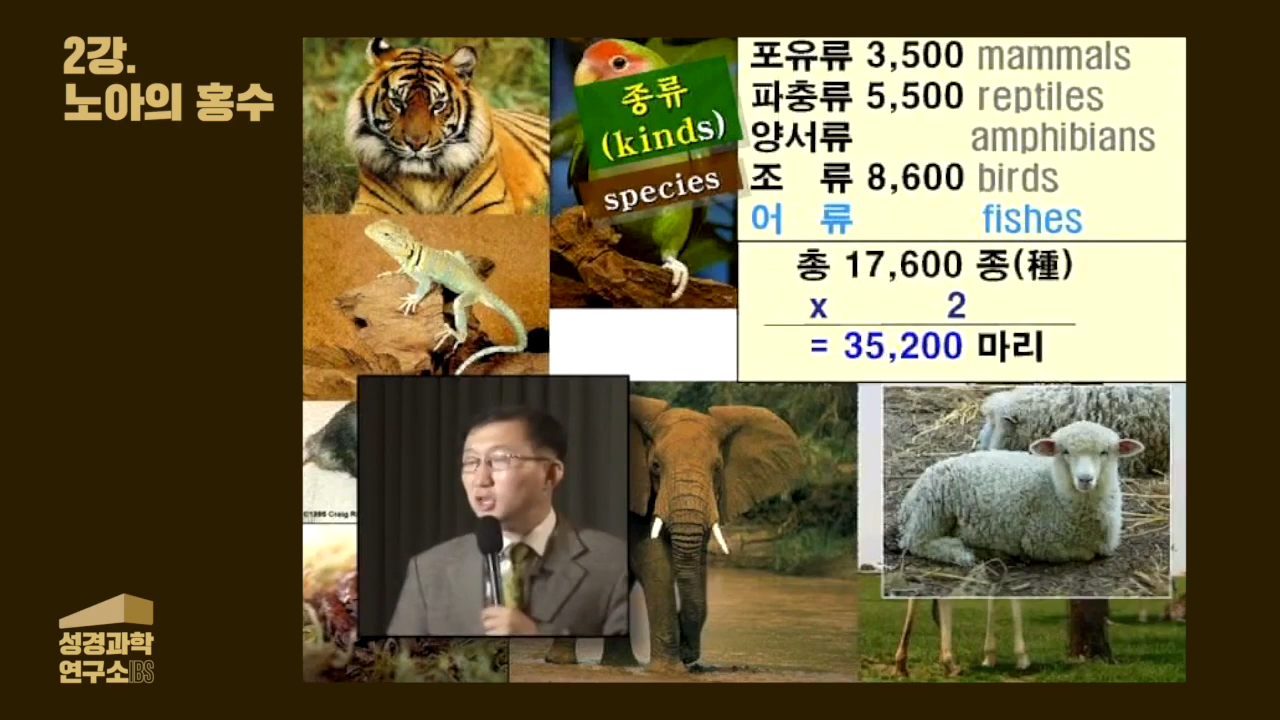 2강.
노아의 홍수
종류
(kinds)
species
포유류 3,500 mammals
파충류 5,500 reptiles
양서류 amphibians
조 류 8,600 birds
어 류 fishes
총 17,600 종(種)
x 2
= 35,200 마리
©1995 Craig R
성경과학
연구소IBS